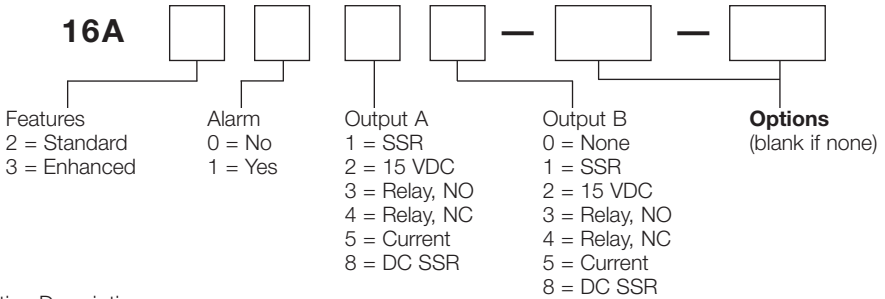 16A — —
Features
2 = Standard
3 = Enhanced
Alarm
0 = No
1 = Yes
Output A
1 = SSR
2 = 15 VDC
3 = Relay, NO
4 = Relay, NC
5 = Current
8 = DC SSR
Output B
0 = None
1 = SSR
2 = 15 VDC
3 = Relay, NO
4 = Relay, NC
5 = Current
8 = DC SSR
Options
(blank if none)